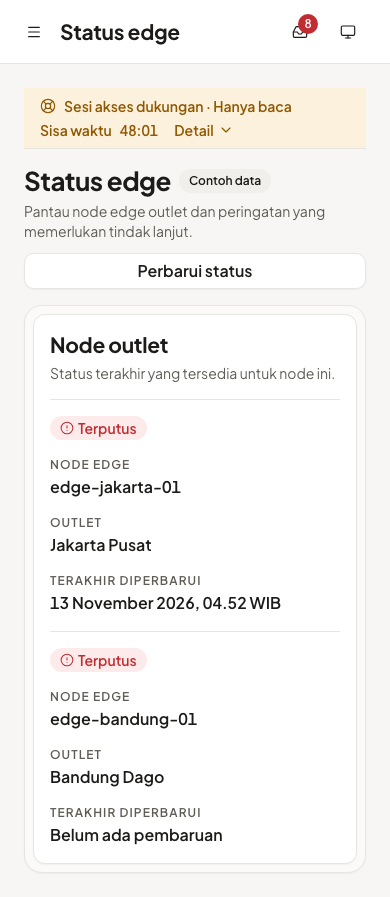 Status edge
8
Sesi akses dukungan · Hanya baca
Sisa waktu 48:01 Detail
Status edge
Contoh data
Pantau node edge outlet dan peringatan yang
memerlukan tindak lanjut.
Perbarui status
Node outlet
Status terakhir yang tersedia untuk node ini.
Terputus
NODE EDGE
edge-jakarta-01
OUTLET
Jakarta Pusat
TERAKHIR DIPERBARUI
13 November 2026, 04.52 WIB
Terputus
NODE EDGE
edge-bandung-01
OUTLET
Bandung Dago
TERAKHIR DIPERBARUI
Belum ada pembaruan